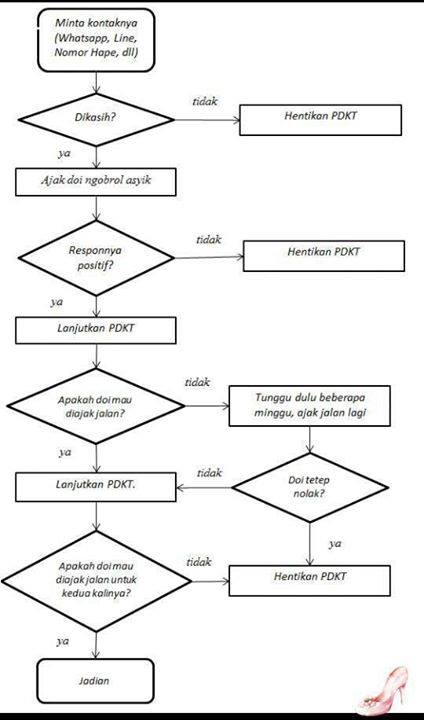 Minta kontaknya
(Whatsapp, Line,
Nomor Hape, dll)
tidak
Dikasih?
Hentikan PDKT
ya
Ajak doi ngobrol asyik
tidak
Responnya
positif?
Hentikan PDKT
ya
Lanjutkan PDKT
tidak
Apakah doi mau
diajak jalan?
Tunggu dulu beberapa
minggu, ajak jalan lagi
ya
tidak
Lanjutkan PDKT.
Doi tetep
nolak?
ya
tidak
Apakah doi mau
diajak jalan untuk
kedua kalinya?
Hentikan PDKT
ya
Jadian